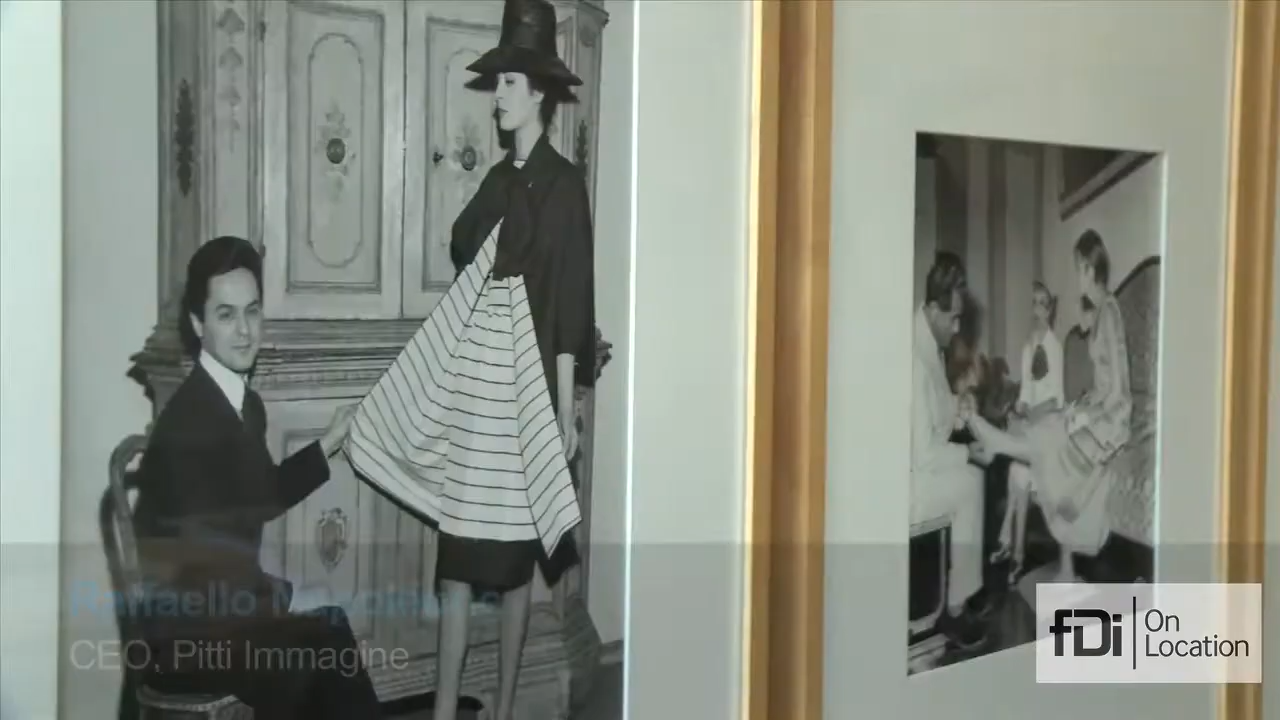 Raffaello
CEO, Pitti Immagine
fDi
On
Location